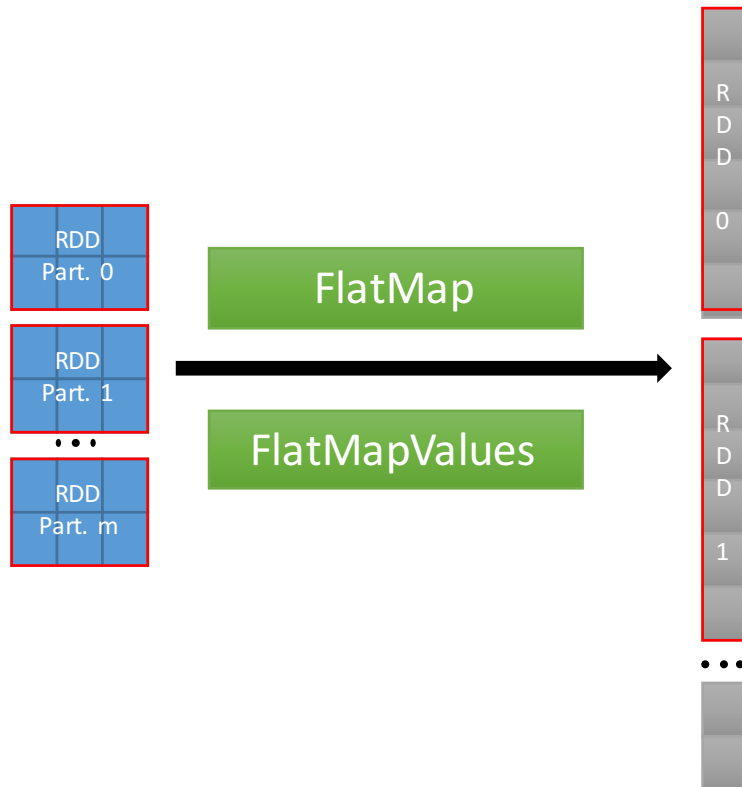 RDD
Part. 0
RDD
Part. 1
...
RDD
Part. m
FlatMap
FlatMapValues
R
D
D
0
R
D
D
1
...